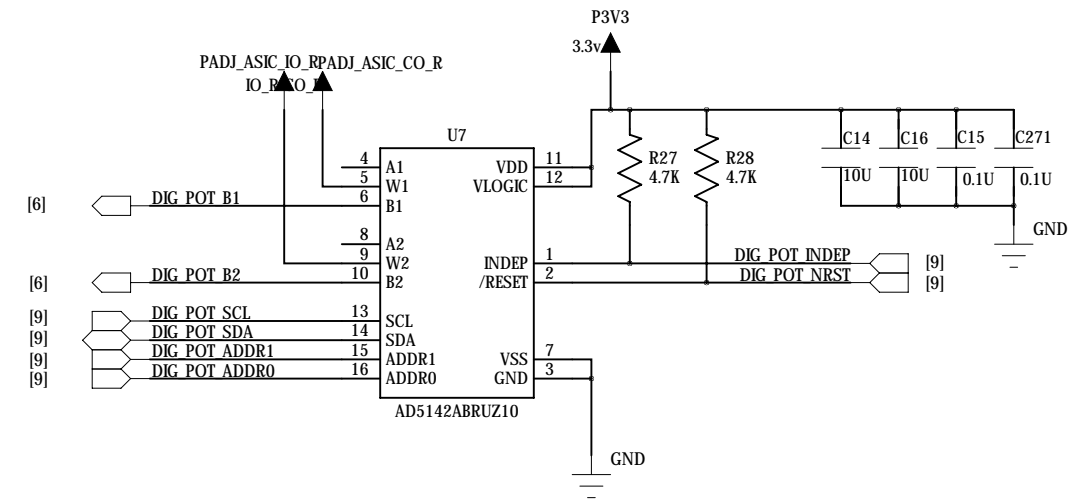 P3V3
3.3v
PADJ_ASIC_IO_R
PADJ_ASIC_CO_R
IO_R
CO_R
U7
4 A1 VDD 11
5 W1 VLOGIC 12
6 B1
[6] DIG_POT_B1
8 A2
9 W2 INDEP 1 DIG_POT_INDEP [9]
[6] DIG_POT_B2 10 B2 /RESET 2 DIG_POT_NRST [9]
R27
4.7K
R28
4.7K
C14
10U
C16
10U
C15
0.1U
C271
0.1U
GND
[9] DIG_POT_SCL 13 SCL
[9] DIG_POT_SDA 14 SDA
[9] DIG_POT_ADDR1 15 ADDR1 VSS 7
[9] DIG_POT_ADDR0 16 ADDR0 GND 3
AD5142ABRUZ10
GND